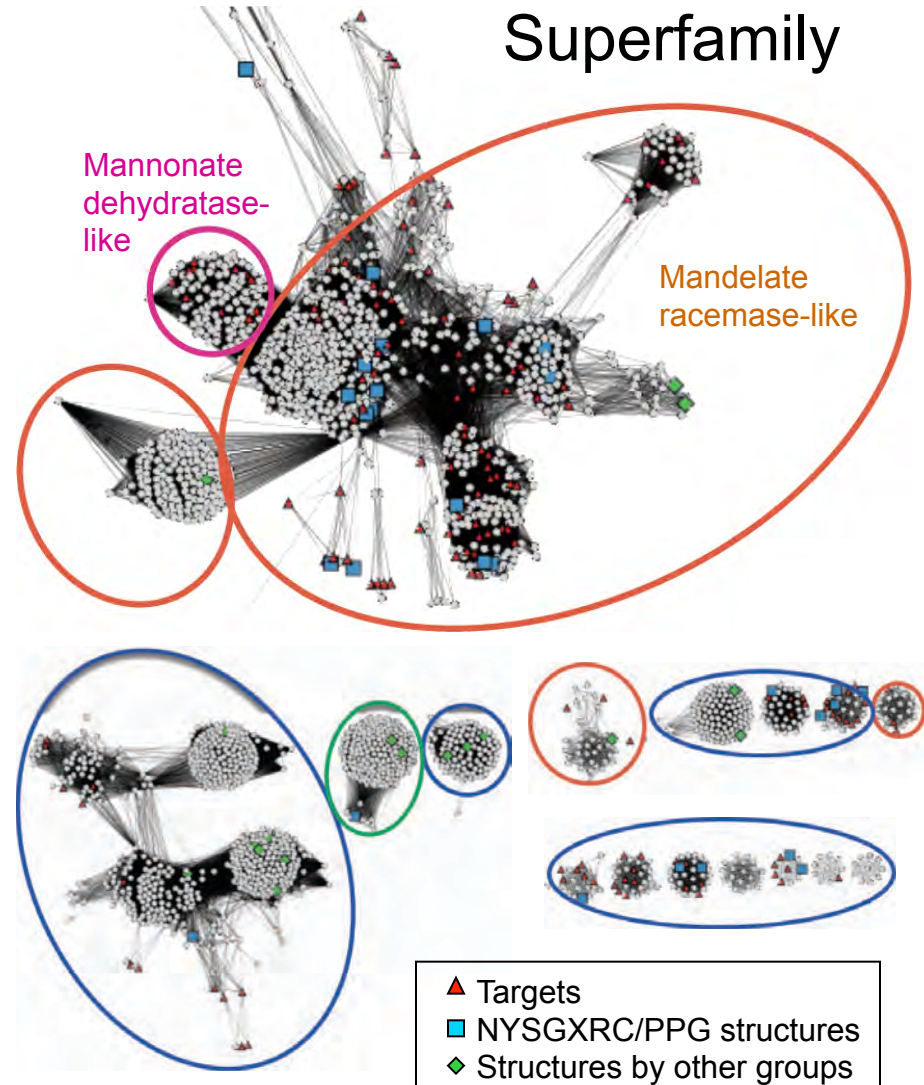 Superfamily
Mannonate
dehydratase-
like
Mandelate
racemase-like
Targets
NYSGXRC/PPG structures
Structures by other groups